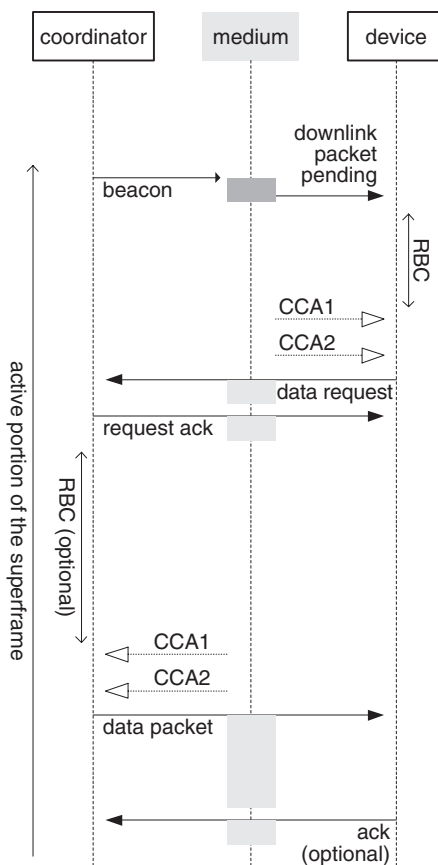 coordinator
medium
device
downlink
packet
pending
beacon
RBC
CCA1
CCA2
data request
request ack
RBC (optional)
active portion of the superframe
CCA1
CCA2
data packet
ack
(optional)